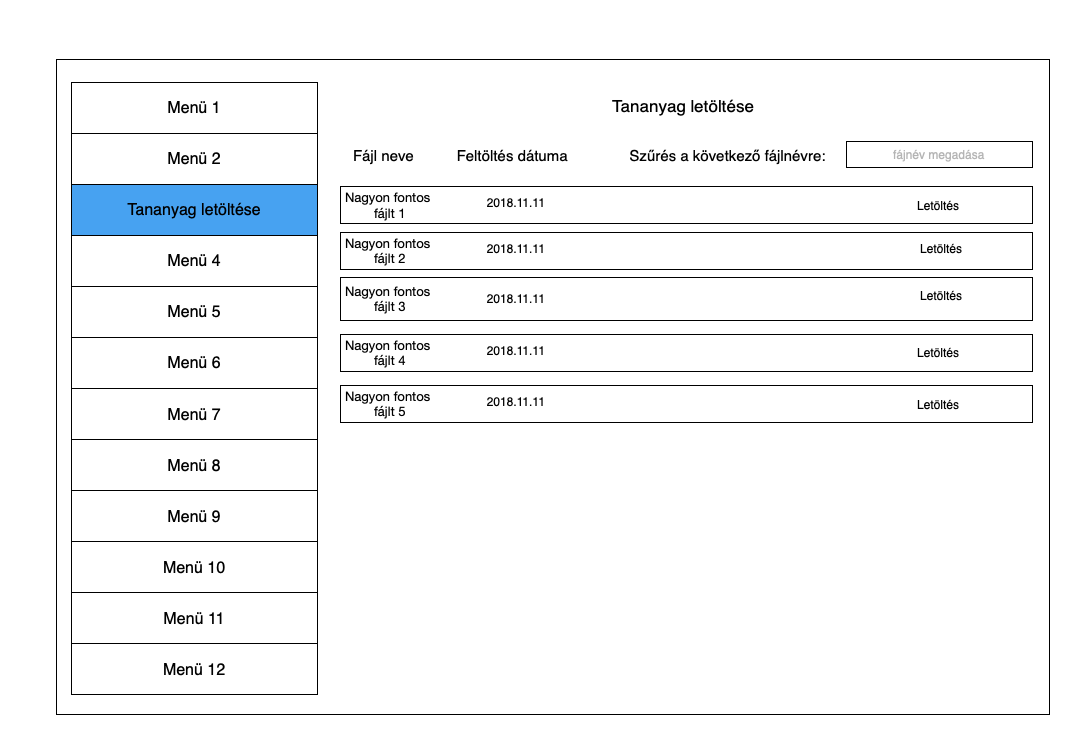 Menü 1
Menü 2
Tananyag letöltése
Menü 4
Menü 5
Menü 6
Menü 7
Menü 8
Menü 9
Menü 10
Menü 11
Menü 12
Tananyag letöltése
Fájl neve Feltöltés dátuma Szűrés a következő fájlnévre: fájnév megadása
Nagyon fontos
fájlt 1
2018.11.11
Letöltés
Nagyon fontos
fájlt 2
2018.11.11
Letöltés
Nagyon fontos
fájlt 3
2018.11.11
Letöltés
Nagyon fontos
fájlt 4
2018.11.11
Letöltés
Nagyon fontos
fájlt 5
2018.11.11
Letöltés